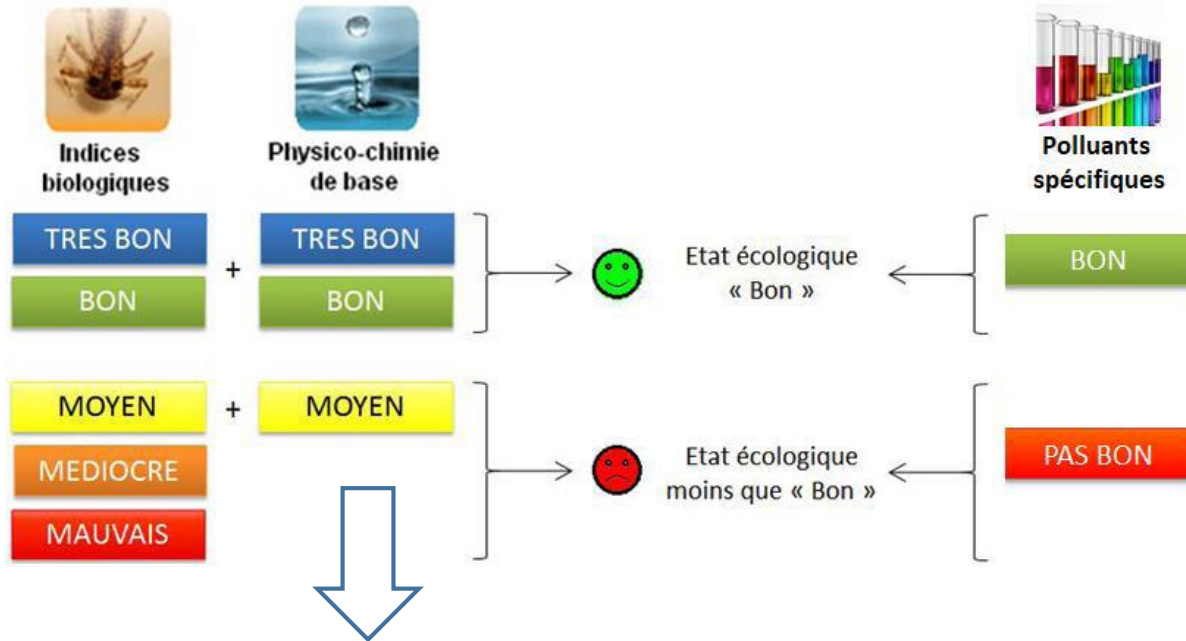 Indices
biologiques
Physico-chimie
de base
Polluants
spécifiques
TRES BON
+
TRES BON
BON
BON
Etat écologique
« Bon »
BON
MOYEN
+
MOYEN
MEDIOCRE
MAUVAIS
Etat écologique
moins que « Bon »
PAS BON